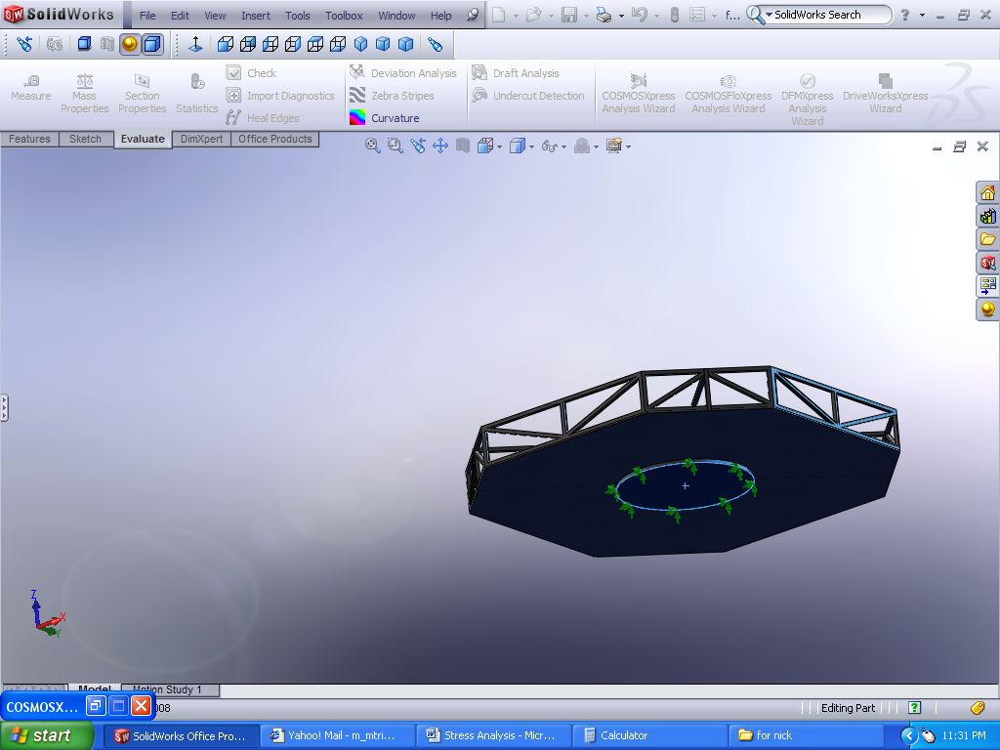 SolidWorks File Edit View Insert Tools Toolbox Window Help f... SolidWorks Search ?
Measure Mass Properties Section Properties Statistics
Check
Import Diagnostics
Heal Edges
Deviation Analysis
Zebra Stripes
Curvature
Draft Analysis
Undercut Detection
COSMOSXpress Analysis Wizard
COSMOSFloXpress Analysis Wizard
DFMXpress Analysis Wizard
DriveWorksXpress Wizard
Features Sketch Evaluate DimXpert Office Products
Z
X
Y
Model Motion Study 1
COSMOSX... 008 Editing Part ?
start SolidWorks Office Pro... Yahoo! Mail - m_mtri... Stress Analysis - Micr... Calculator for nick 11:31 PM